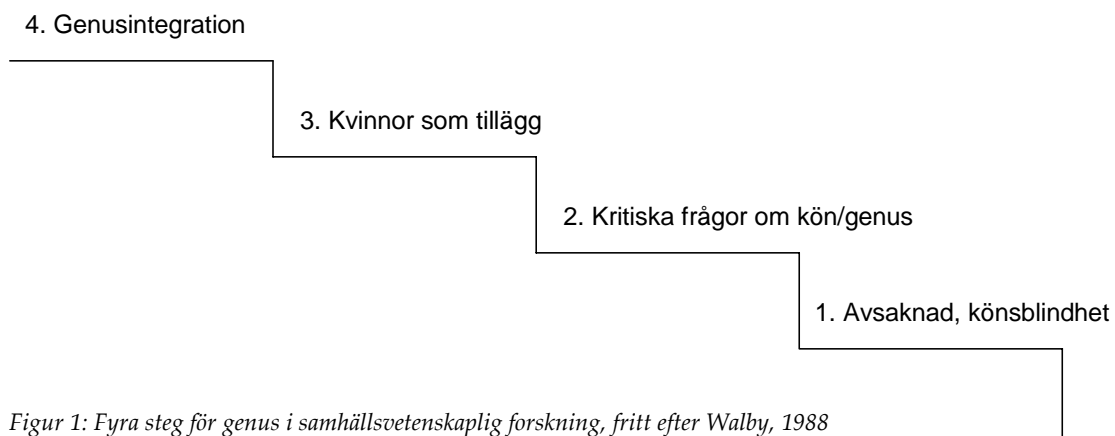 4. Genusintegration
3. Kvinnor som tillägg
2. Kritiska frågor om kön/genus
1. Avsaknad, könsblindhet
Figur 1: Fyra steg för genus i samhällsvetenskaplig forskning, fritt efter Walby, 1988